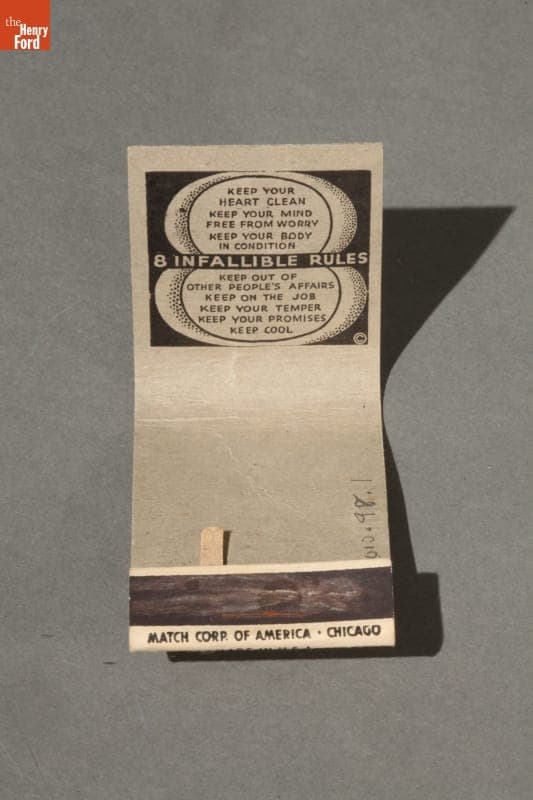 the
Henry
Ford
KEEP YOUR
HEART CLEAN
KEEP YOUR MIND
FREE FROM WORRY
KEEP YOUR BODY
IN CONDITION
8 INFALLIBLE RULES
KEEP OUT OF
OTHER PEOPLE'S AFFAIRS
KEEP ON THE JOB
KEEP YOUR TEMPER
KEEP YOUR PROMISES
KEEP COOL
©
MATCH CORP. OF AMERICA · CHICAGO